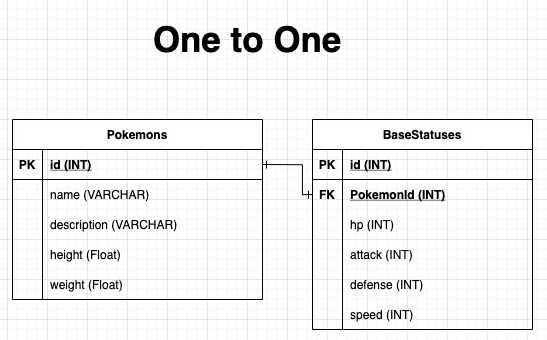 One to One
Pokemons
PK id (INT)
name (VARCHAR)
description (VARCHAR)
height (Float)
weight (Float)
BaseStatuses
PK id (INT)
FK PokemonId (INT)
hp (INT)
attack (INT)
defense (INT)
speed (INT)